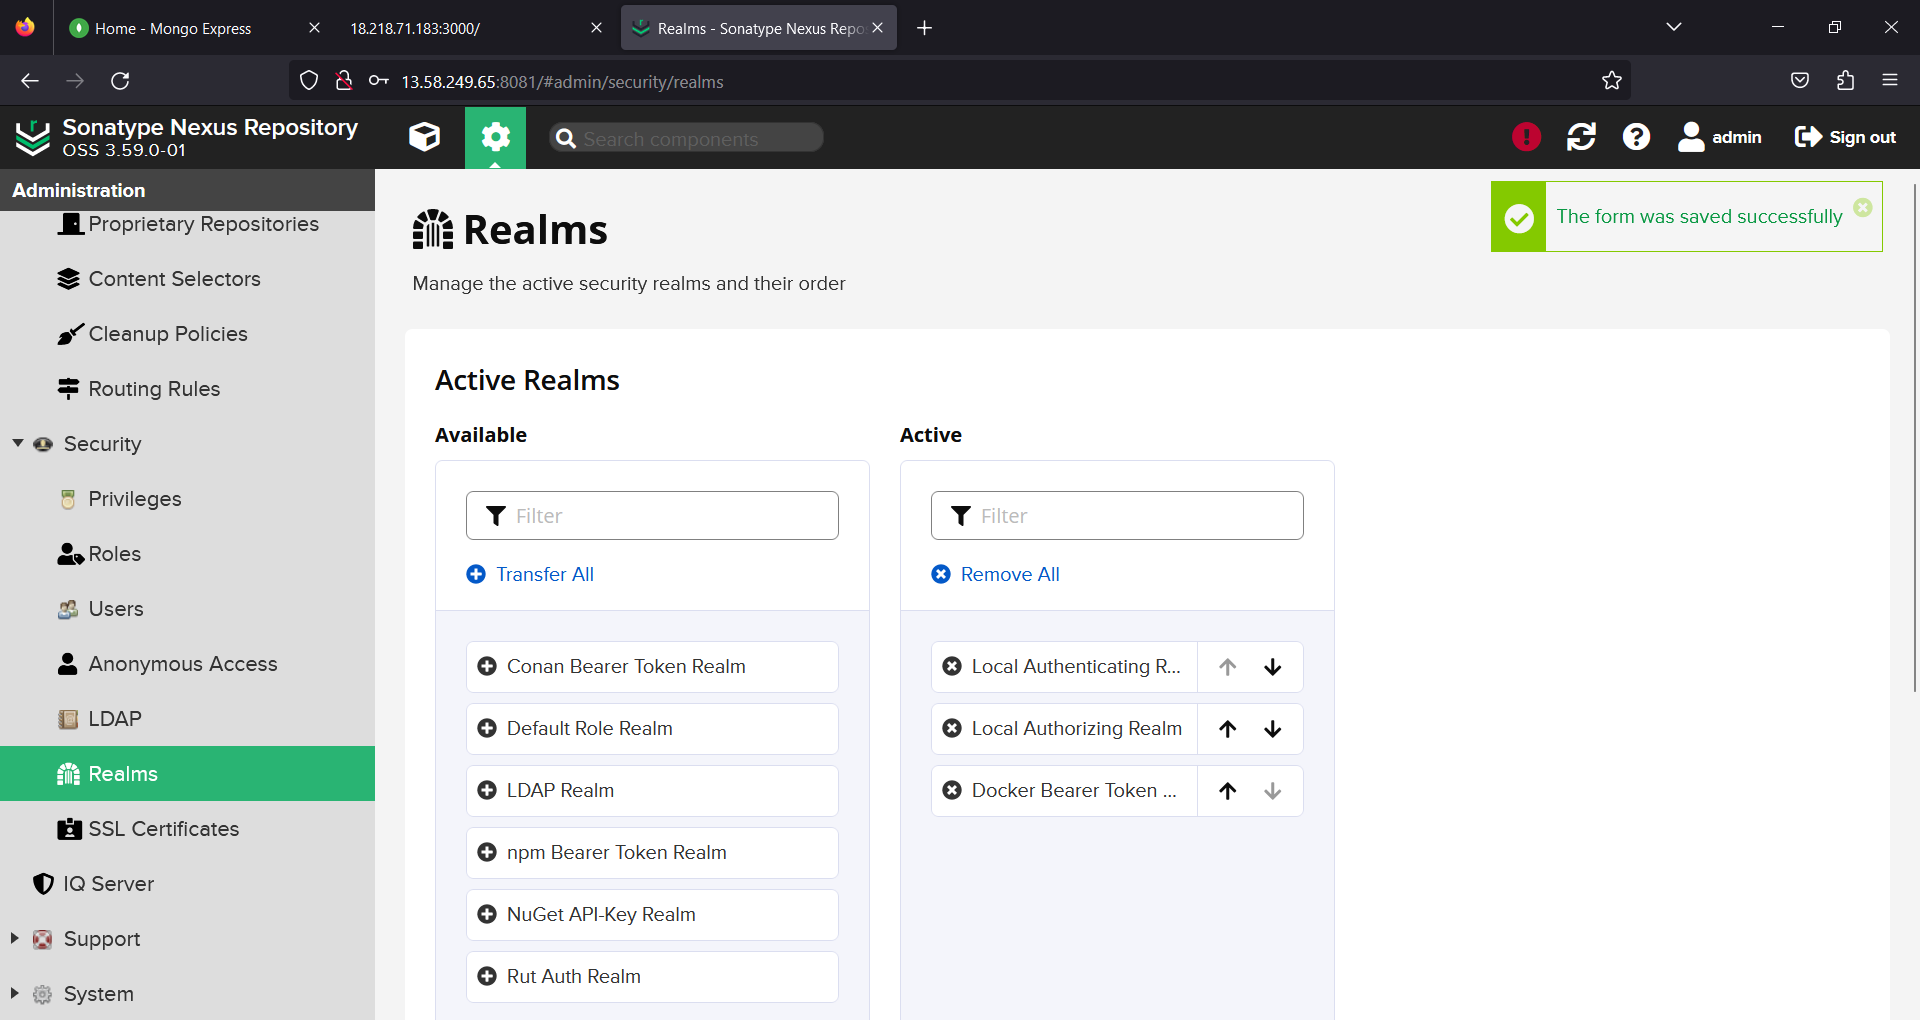 Home - Mongo Express
18.218.71.183:3000/
Realms - Sonatype Nexus Repo
13.58.249.65:8081/#admin/security/realms
Sonatype Nexus Repository
OSS 3.59.0-01
Search components
admin
Sign out
Administration
Proprietary Repositories
Content Selectors
Cleanup Policies
Routing Rules
Security
Privileges
Roles
Users
Anonymous Access
LDAP
Realms
SSL Certificates
IQ Server
Support
System
Realms
Manage the active security realms and their order
The form was saved successfully
Active Realms
Available
Filter
Transfer All
Conan Bearer Token Realm
Default Role Realm
LDAP Realm
npm Bearer Token Realm
NuGet API-Key Realm
Rut Auth Realm
Active
Filter
Remove All
Local Authenticating R...
Local Authorizing Realm
Docker Bearer Token ...